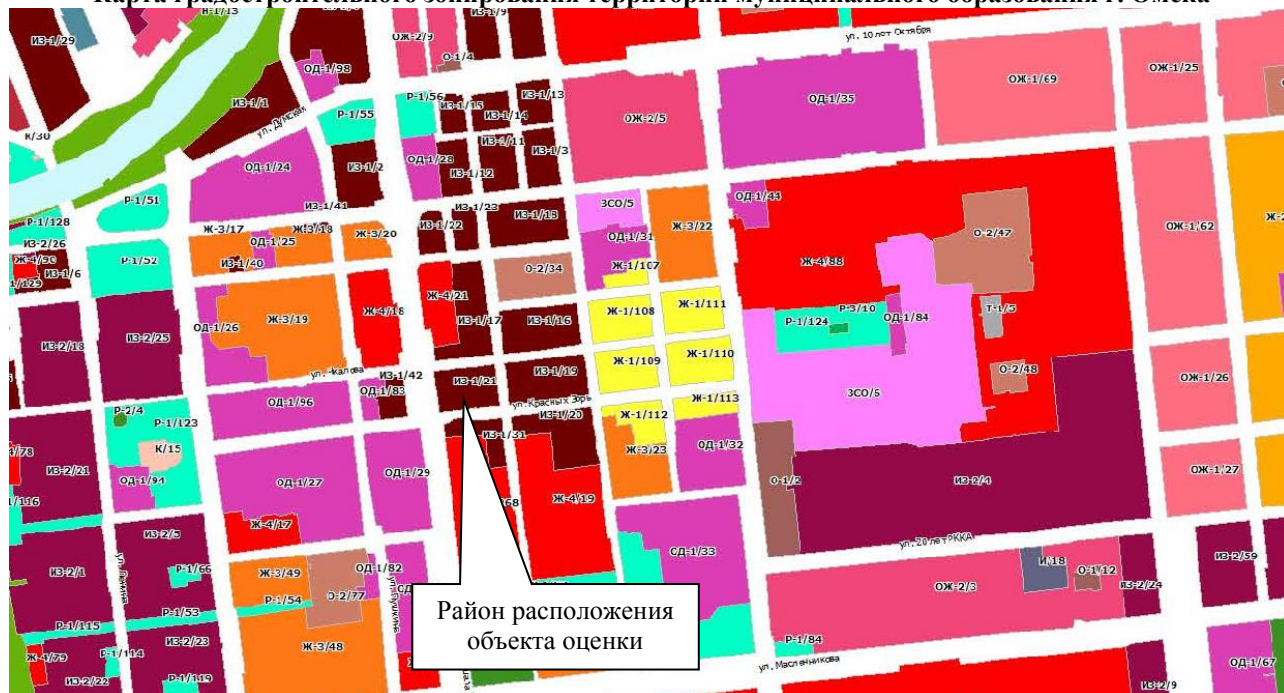 Карта градостроительного зонирования территории муниципального образования г. Омска
ИЗ-1/29
ИЗ-1/9
ОЖ-2/9
О-1/4
ул. 10 лет Октября
ОД-1/98
ИЗ-1/1
Р-1/56
ИЗ-1/15
ИЗ-1/13
ИЗ-1/14
ОД-1/35
ОЖ-1/69
ОЖ-1/25
К/30
ул. Думская
Р-1/55
ОЖ-2/5
ИЗ-1/11
ИЗ-1/3
ОД-1/24
ИЗ-1/2
ОД-1/28
ИЗ-1/12
Р-1/51
ИЗ-1/41
ИЗ-1/23
ЗСО/5
ОД-1/44
Р-1/128
ИЗ-1/22
ИЗ-1/18
Ж-3/17
Ж-3/18
Ж-3/20
ОД-1/25
ОД-1/31
Ж-3/22
О-2/47
ОЖ-1/62
ИЗ-2/26
ИЗ-1/6
Р-1/52
ИЗ-1/40
О-2/34
Ж-1/107
Ж-4/88
Ж-4/21
Ж-4/18
Ж-3/19
ОД-1/26
ИЗ-1/17
ИЗ-1/16
Ж-1/108
Ж-1/111
Р-3/10
Р-1/124
ОД-1/84
Т-1/5
ИЗ-2/18
ИЗ-2/25
Ж-1/109
Ж-1/110
ул. Чкалова
ИЗ-1/42
ИЗ-1/21
ИЗ-1/19
О-2/48
ОЖ-1/26
ОД-1/83
ЗСО/6
ОД-1/96
ул. Красных Зорь
Ж-1/113
Р-2/4
Р-1/123
ИЗ-1/20
Ж-1/112
ИЗ-1/31
К/15
Ж-3/23
ОД-1/32
ИЗ-2/21
ОД-1/94
ОД-1/27
ОД-1/29
ОЖ-1/27
О-1/2
ИЗ-2/4
Ж-4/19
Ж-4/17
ИЗ-2/5
ул. 20 лет РККА
ИЗ-2/1
Р-1/66
ул. Ленина
Ж-3/49
ОД-1/82
ИЗ-2/59
И/18
О-1/12
ИЗ-2/24
О-2/77
ОЖ-2/3
Р-1/54
Р-1/53
Р-1/115
ИЗ-2/23
Р-1/114
Ж-3/48
Р-1/84
ул. Масленникова
Ж-4/79
ИЗ-2/22
Р-1/119
ОД-1/67
ИЗ-2/9
Район расположения
объекта оценки